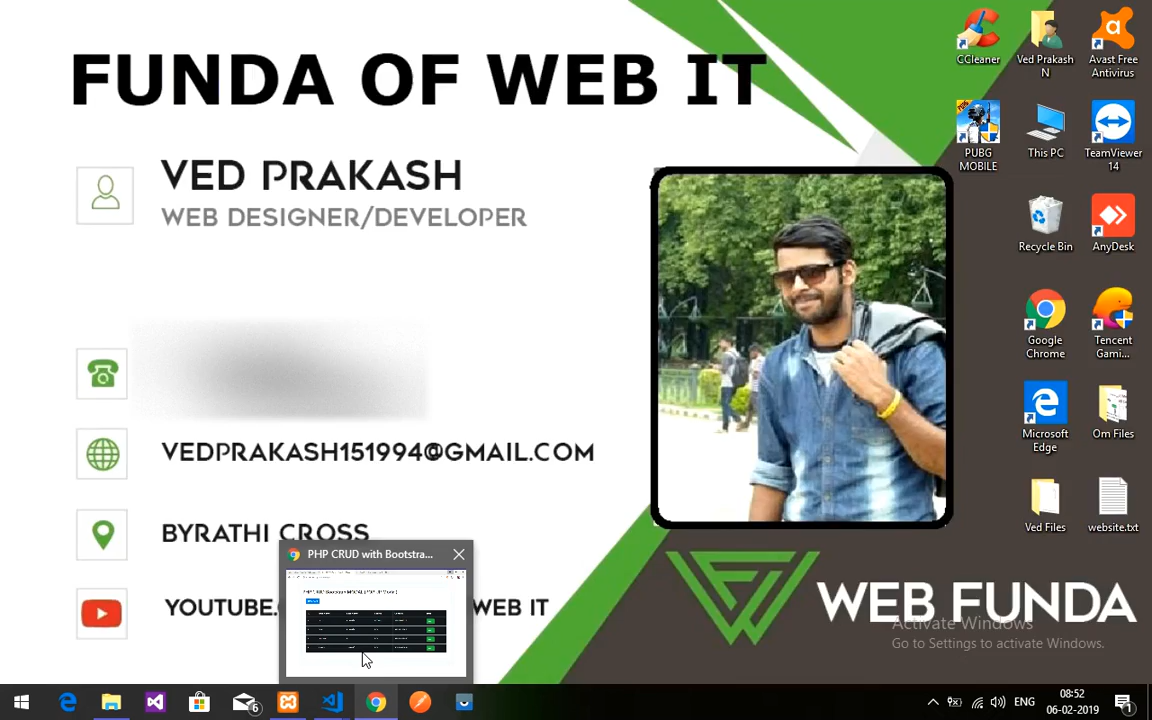 FUNDA OF WEB IT
VED PRAKASH
WEB DESIGNER/DEVELOPER
VEDPRAKASH151994@GMAIL.COM
BYRATHI CROSS
YOUTUBE.
WEB IT
PHP CRUD with Bootstra...
WEB FUNDA
Activate Windows
Go to Settings to activate Windows.
CCleaner
Ved Prakash N
Avast Free Antivirus
PUBG MOBILE
This PC
TeamViewer 14
Recycle Bin
AnyDesk
Google Chrome
Tencent Gami...
Microsoft Edge
Om Files
Ved Files
website.txt
6
ENG
08:52
06-02-2019
1